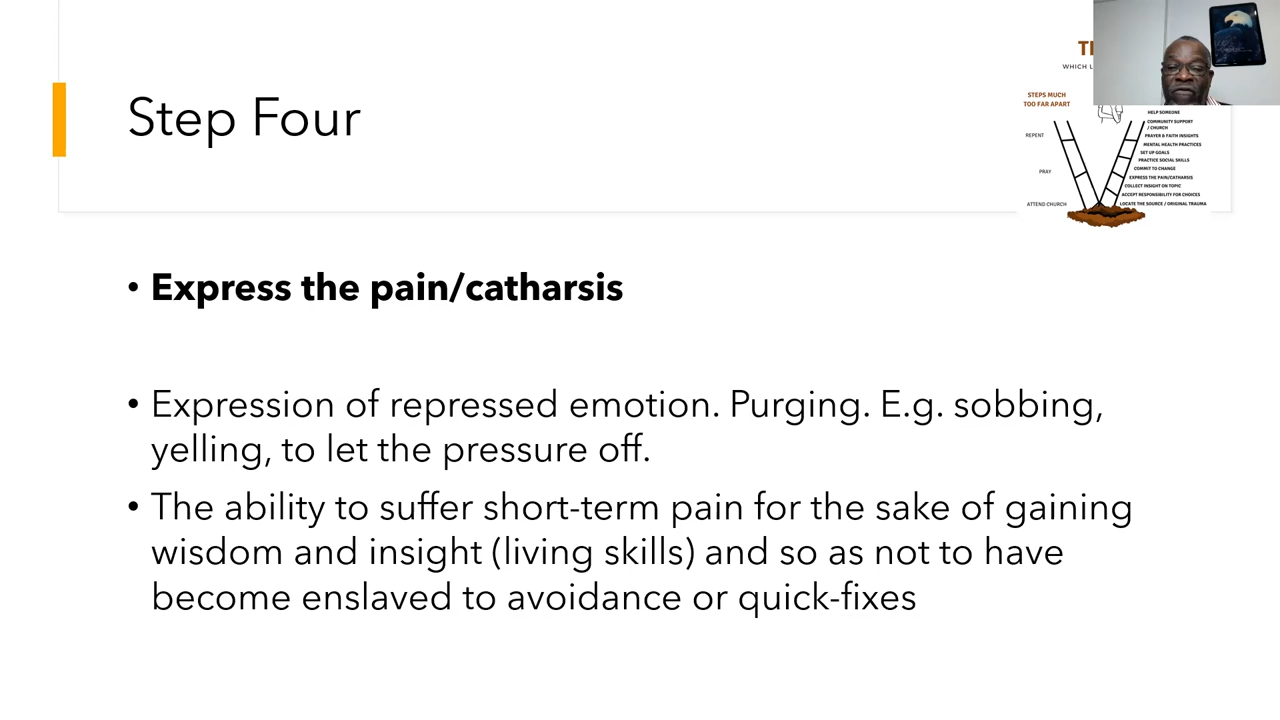 Step Four
STEPS MUCH
TOO FAR APART
REPENT
PRAY
ATTEND CHURCH
HELP SOMEONE
COMMUNITY SUPPORT
/ CHURCH
PRAYER & FAITH INSIGHTS
MENTAL HEALTH PRACTICES
SET UP GOALS
PRACTICE SOCIAL SKILLS
COMMIT TO CHANGE
EXPRESS THE PAIN/CATHARSIS
COLLECT INSIGHT ON TOPIC
ACCEPT RESPONSIBILITY FOR CHOICES
LOCATE THE SOURCE / ORIGINAL TRAUMA
• Express the pain/catharsis
• Expression of repressed emotion. Purging. E.g. sobbing,
yelling, to let the pressure off.
• The ability to suffer short-term pain for the sake of gaining
wisdom and insight (living skills) and so as not to have
become enslaved to avoidance or quick-fixes